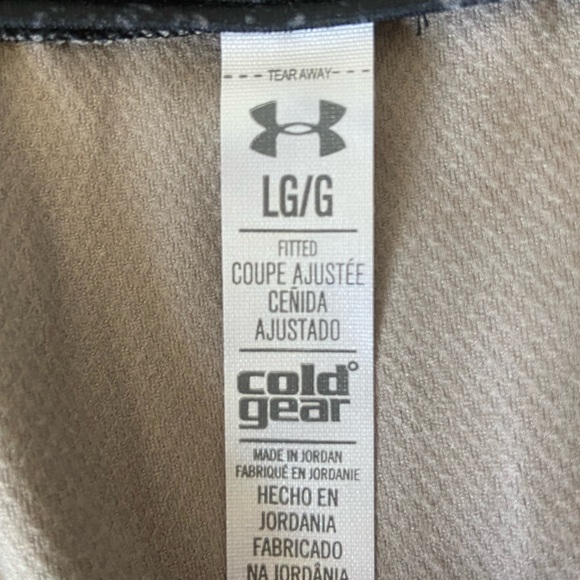 TEAR AWAY
LG/G
FITTED
COUPE AJUSTÉE
CEÑIDA
AJUSTADO
cold
gear
MADE IN JORDAN
FABRIQUÉ EN JORDANIE
HECHO EN
JORDANIA
FABRICADO
NA JORDÂNIA